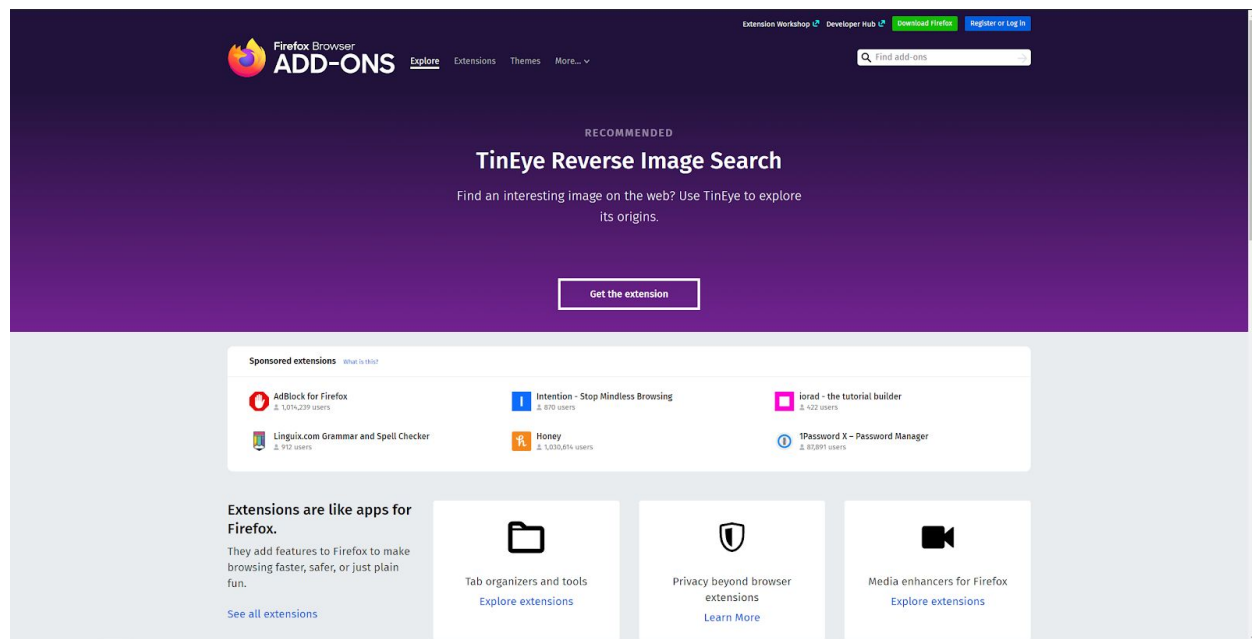 Extension Workshop
Developer Hub
Download Firefox
Register or Log in
Firefox Browser
ADD-ONS
Explore
Extensions
Themes
More...
Find add-ons
RECOMMENDED
TinEye Reverse Image Search
Find an interesting image on the web? Use TinEye to explore
its origins.
Get the extension
Sponsored extensions
What is this?
AdBlock for Firefox
1,014,239 users
Intention - Stop Mindless Browsing
870 users
iorad - the tutorial builder
422 users
Linguix.com Grammar and Spell Checker
912 users
Honey
1,030,614 users
1Password X – Password Manager
87,891 users
Extensions are like apps for
Firefox.
They add features to Firefox to make
browsing faster, safer, or just plain
fun.
See all extensions
Tab organizers and tools
Explore extensions
Privacy beyond browser
extensions
Learn More
Media enhancers for Firefox
Explore extensions